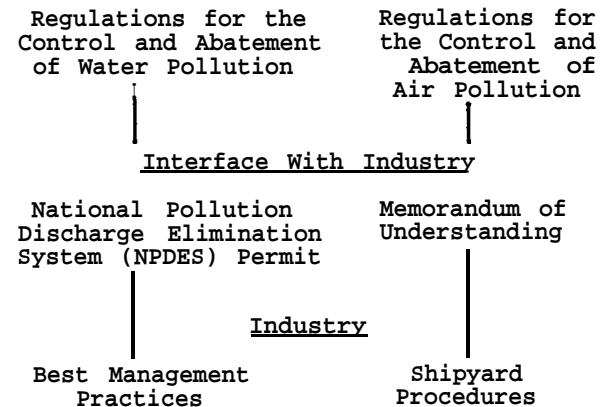 Regulations for the
Control and Abatement
of Water Pollution
Regulations for
the Control and
Abatement of
Air Pollution
Interface With Industry
National Pollution
Discharge Elimination
System (NPDES) Permit
Memorandum of
Understanding
Industry
Best Management
Practices
Shipyard
Procedures